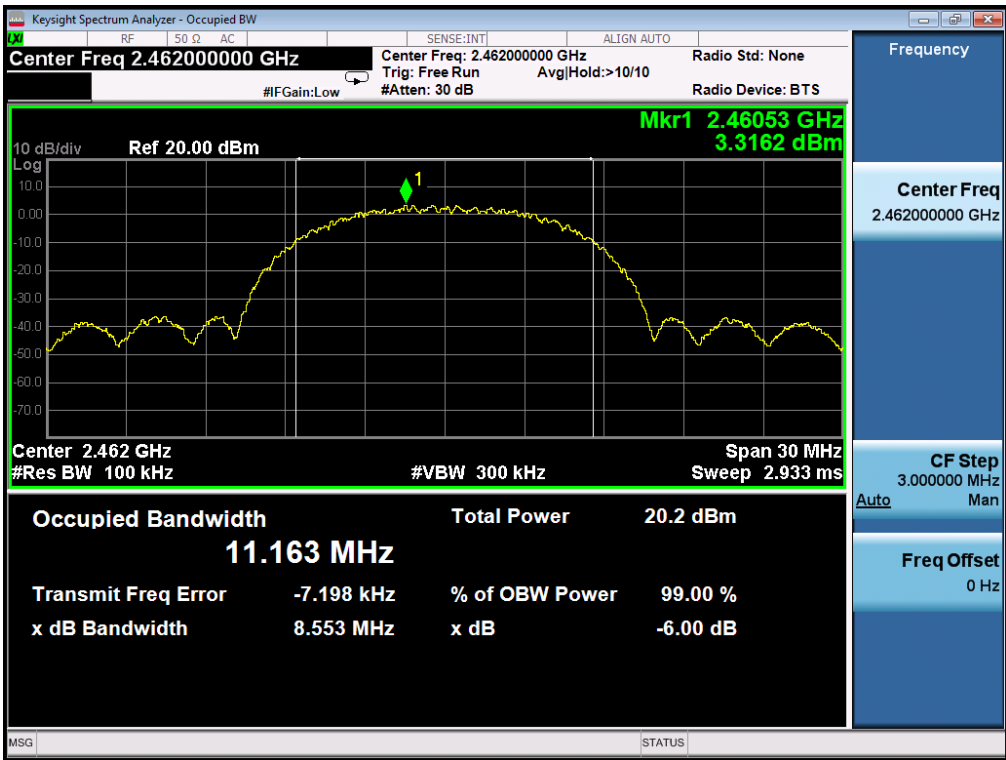 Keysight Spectrum Analyzer - Occupied BW
LXI RF 50 Ω AC SENSE:INT ALIGN AUTO
Center Freq 2.462000000 GHz
#IFGain:Low
Center Freq: 2.462000000 GHz
Trig: Free Run Avg|Hold:>10/10
#Atten: 30 dB
Radio Std: None
Radio Device: BTS
Mkr1 2.46053 GHz
3.3162 dBm
10 dB/div Ref 20.00 dBm
Log
10.0
0.00
-10.0
-20.0
-30.0
-40.0
-50.0
-60.0
-70.0
1
Center 2.462 GHz Span 30 MHz
#Res BW 100 kHz #VBW 300 kHz Sweep 2.933 ms
Occupied Bandwidth Total Power 20.2 dBm
11.163 MHz
Transmit Freq Error -7.198 kHz % of OBW Power 99.00 %
x dB Bandwidth 8.553 MHz x dB -6.00 dB
MSG STATUS
Frequency
Center Freq
2.462000000 GHz
CF Step
3.000000 MHz
Auto Man
Freq Offset
0 Hz